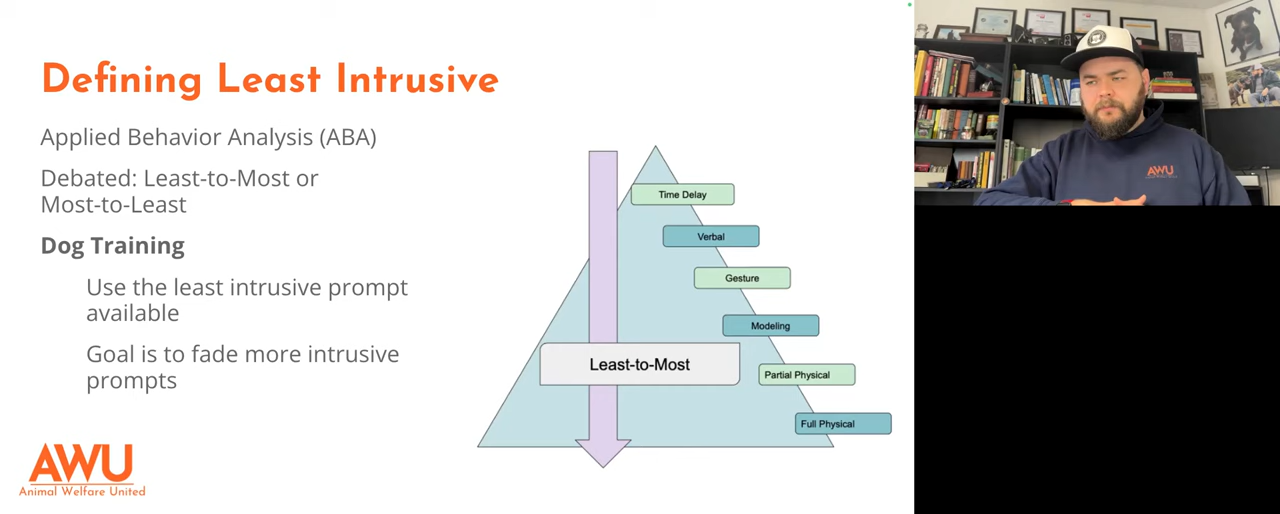 Defining Least Intrusive
Applied Behavior Analysis (ABA)
Debated: Least-to-Most or
Most-to-Least
Dog Training
Use the least intrusive prompt
available
Goal is to fade more intrusive
prompts
Time Delay
Verbal
Gesture
Modeling
Least-to-Most
Partial Physical
Full Physical
AWU
Animal Welfare United
AWU